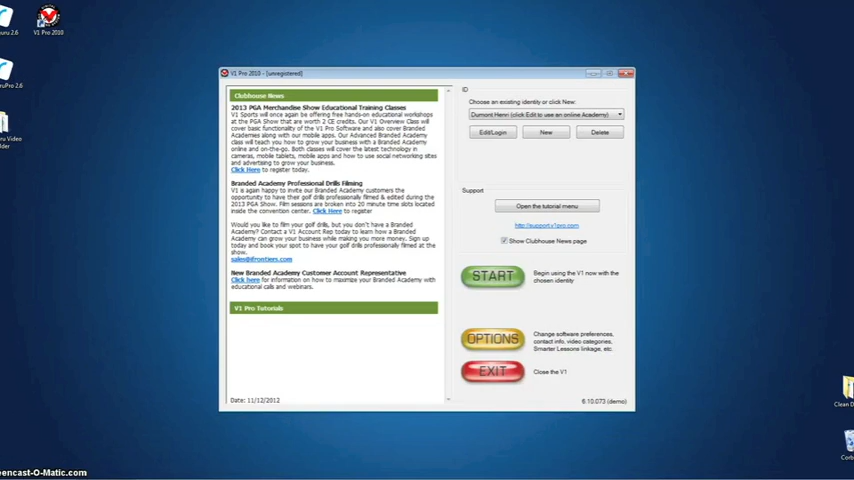 V1 Pro 2010
V1 Pro 2010 - [unregistered]
Clubhouse News
2013 PGA Merchandise Show Educational Training Classes
V1 Sports will once again be offering free hands-on educational workshops
at the PGA Show that are worth 2 CE credits. Our V1 Overview Class will
cover basic functionality of the V1 Pro Software and also cover Branded
Academies along with our mobile apps. Our Advanced Branded Academy
class will teach you how to grow your business with a Branded Academy
online and on-the-go. Both classes will cover the latest technology in
cameras, mobile tablets, mobile apps and how to use social networking sites
and advertising to grow your business.
Click Here to register today.
Branded Academy Professional Drills Filming
V1 is again happy to invite our Branded Academy customers the
opportunity to have their golf drills professionally filmed & edited during the
2013 PGA Show. Film sessions are broken into 20 minute time slots located
inside the convention center. Click Here to register
Would you like to film your golf drills, but you don't have a Branded
Academy? Contact a V1 Account Rep today to learn how a Branded
Academy can grow your business while making you more money. Sign up
today and book your spot to have your golf drills professionally filmed at the
show.
sales@ifrontiers.com
New Branded Academy Customer Account Representative
Click here for information on how to maximize your Branded Academy with
educational calls and webinars.
V1 Pro Tutorials
Date: 11/12/2012
ID
Choose an existing identity or click New:
Dumont Henri (click Edit to use an online Academy)
Edit/Login
New
Delete
Support
Open the tutorial menu
http://support.v1pro.com
Show Clubhouse News page
START
Begin using the V1 now with the
chosen identity
OPTIONS
Change software preferences,
contact info, video categories,
Smarter Lessons linkage, etc.
EXIT
Close the V1
6.10.073 (demo)
eencast-O-Matic.com